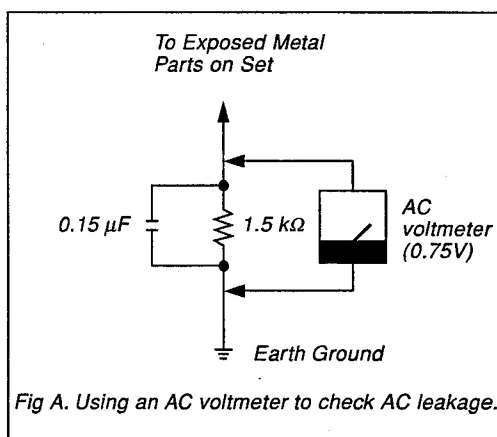 To Exposed Metal
Parts on Set
0.15 µF
1.5 kΩ
AC
voltmeter
(0.75V)
Earth Ground
Fig A. Using an AC voltmeter to check AC leakage.